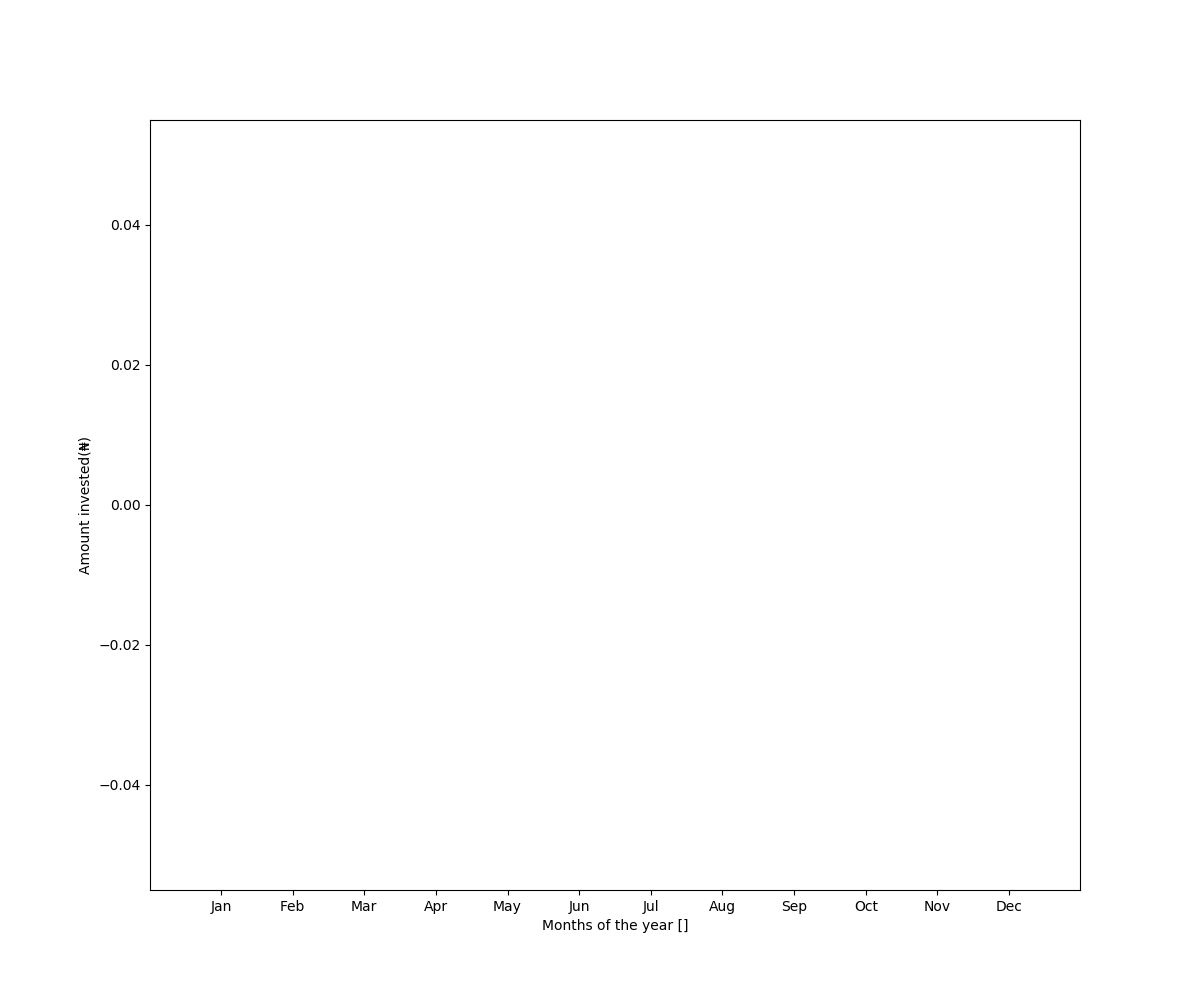 0.04
0.02
0.00
−0.02
−0.04
Amount invested(₦)
Jan Feb Mar Apr May Jun Jul Aug Sep Oct Nov Dec
Months of the year []